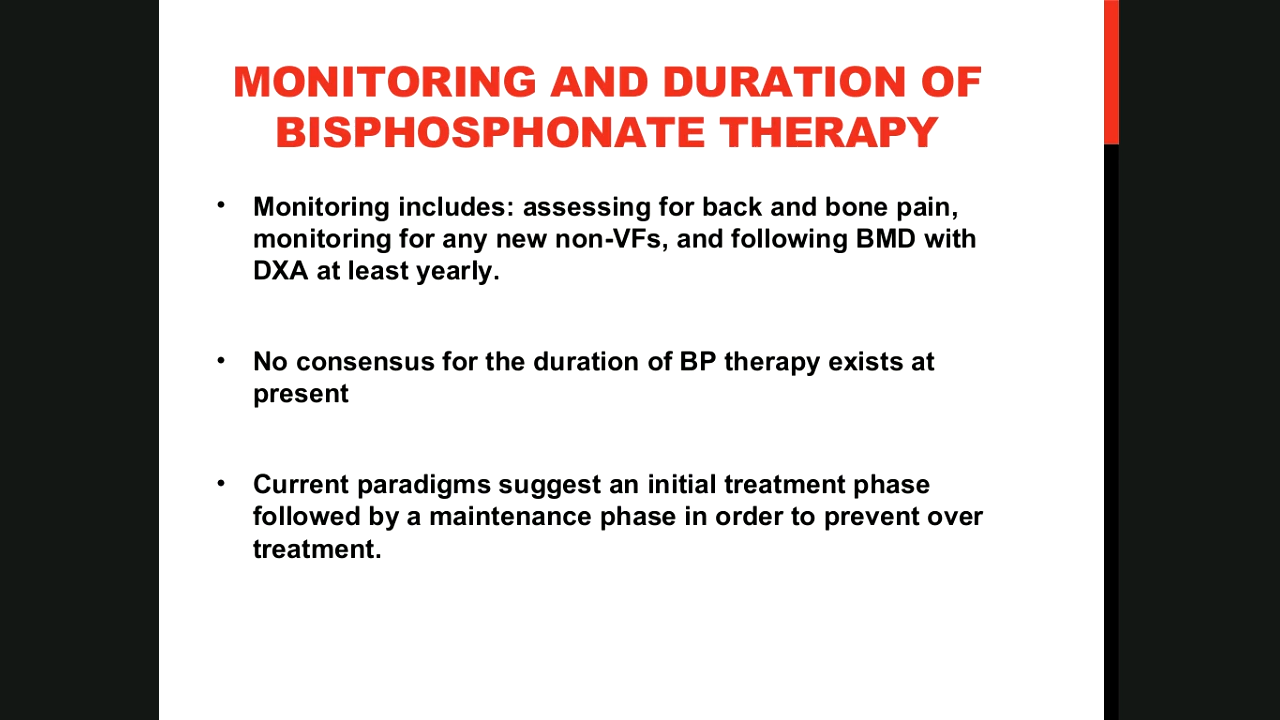 MONITORING AND DURATION OF
BISPHOSPHONATE THERAPY
• Monitoring includes: assessing for back and bone pain,
monitoring for any new non-VFs, and following BMD with
DXA at least yearly.
• No consensus for the duration of BP therapy exists at
present
• Current paradigms suggest an initial treatment phase
followed by a maintenance phase in order to prevent over
treatment.